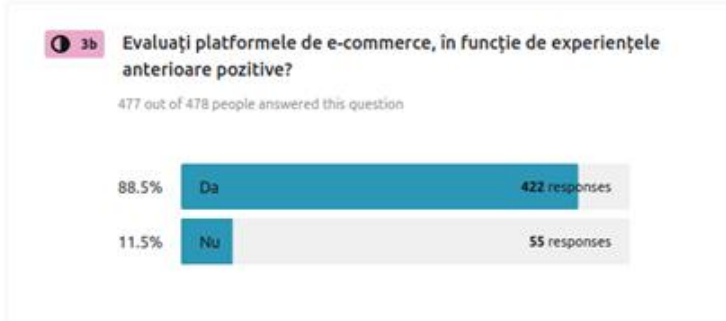 3b Evaluați platformele de e-commerce, în funcție de experiențele
anterioare pozitive?
477 out of 478 people answered this question
88.5% Da 422 responses
11.5% Nu 55 responses